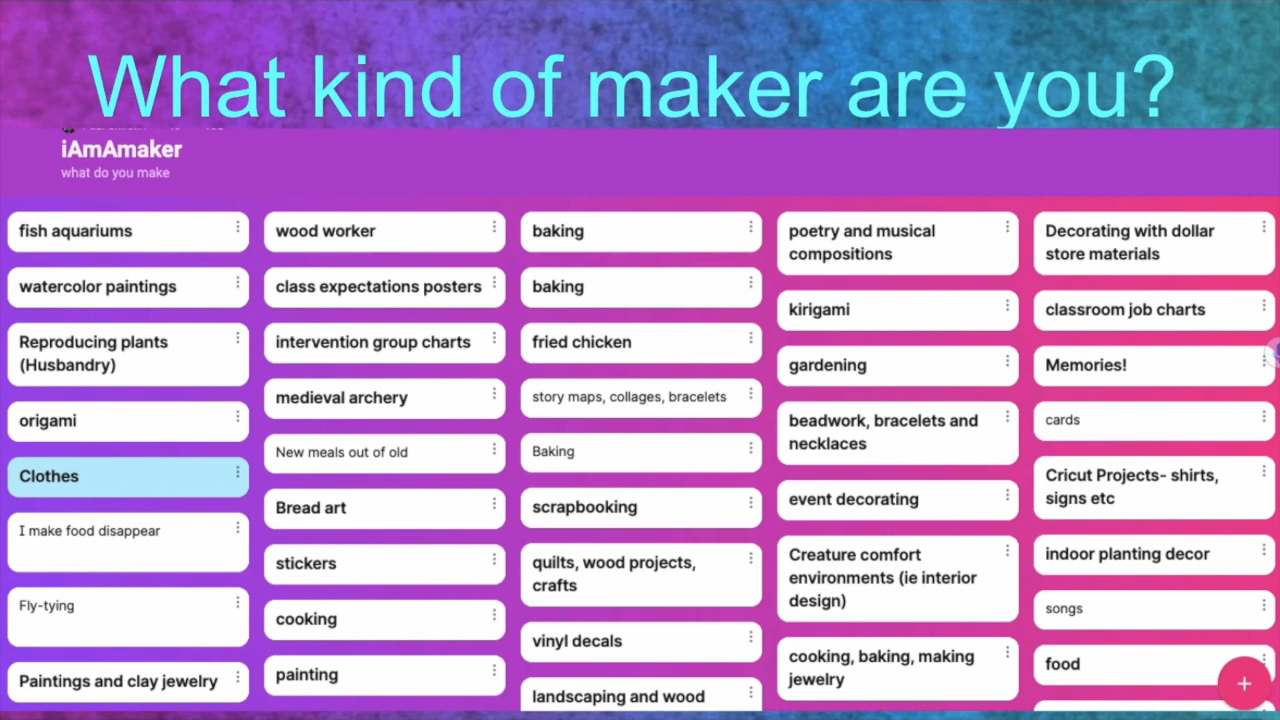 What kind of maker are you?
iAmAmaker
what do you make
fish aquariums
watercolor paintings
Reproducing plants
(Husbandry)
origami
Clothes
I make food disappear
Fly-tying
Paintings and clay jewelry
wood worker
class expectations posters
intervention group charts
medieval archery
New meals out of old
Bread art
stickers
cooking
painting
baking
baking
fried chicken
story maps, collages, bracelets
Baking
scrapbooking
quilts, wood projects,
crafts
vinyl decals
landscaping and wood
poetry and musical
compositions
kirigami
gardening
beadwork, bracelets and
necklaces
event decorating
Creature comfort
environments (ie interior
design)
cooking, baking, making
jewelry
Decorating with dollar
store materials
classroom job charts
Memories!
cards
Cricut Projects- shirts,
signs etc
indoor planting decor
songs
food
+